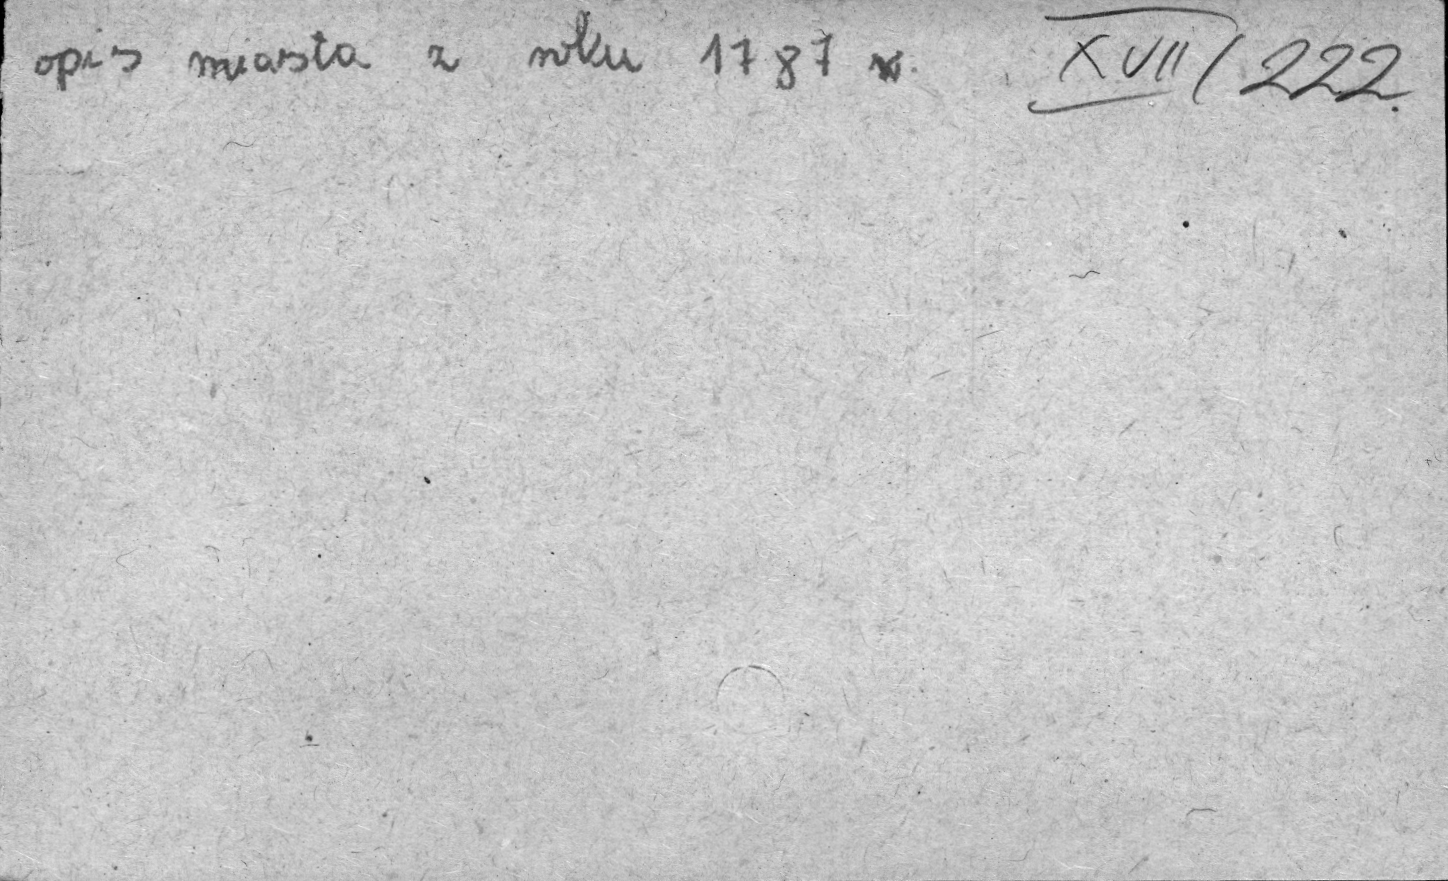 opis miasta z roku 1787 r. XVII/222.